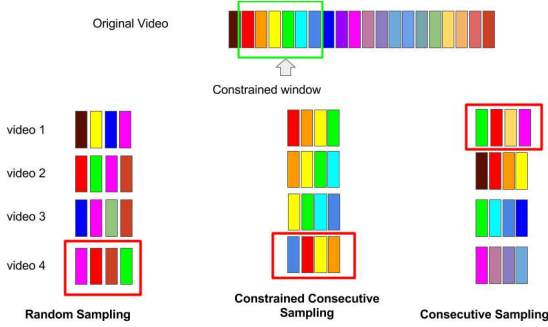 Original Video
Constrained window
video 1
video 2
video 3
video 4
Random Sampling
Constrained Consecutive
Sampling
Consecutive Sampling